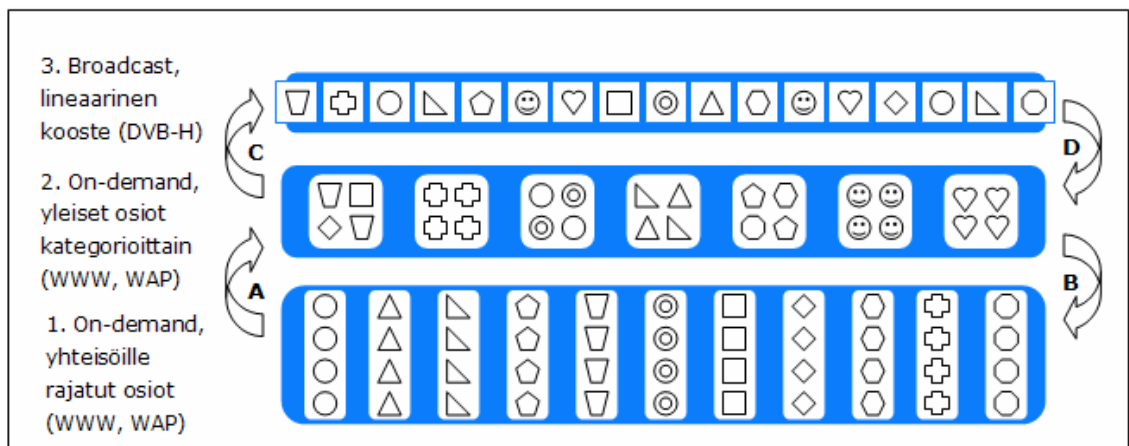 3. Broadcast,
lineaarinen
kooste (DVB-H)
C
D
2. On-demand,
yleiset osiot
kategorioittain
(WWW, WAP)
A
B
1. On-demand,
yhteisöille
rajatut osiot
(WWW, WAP)